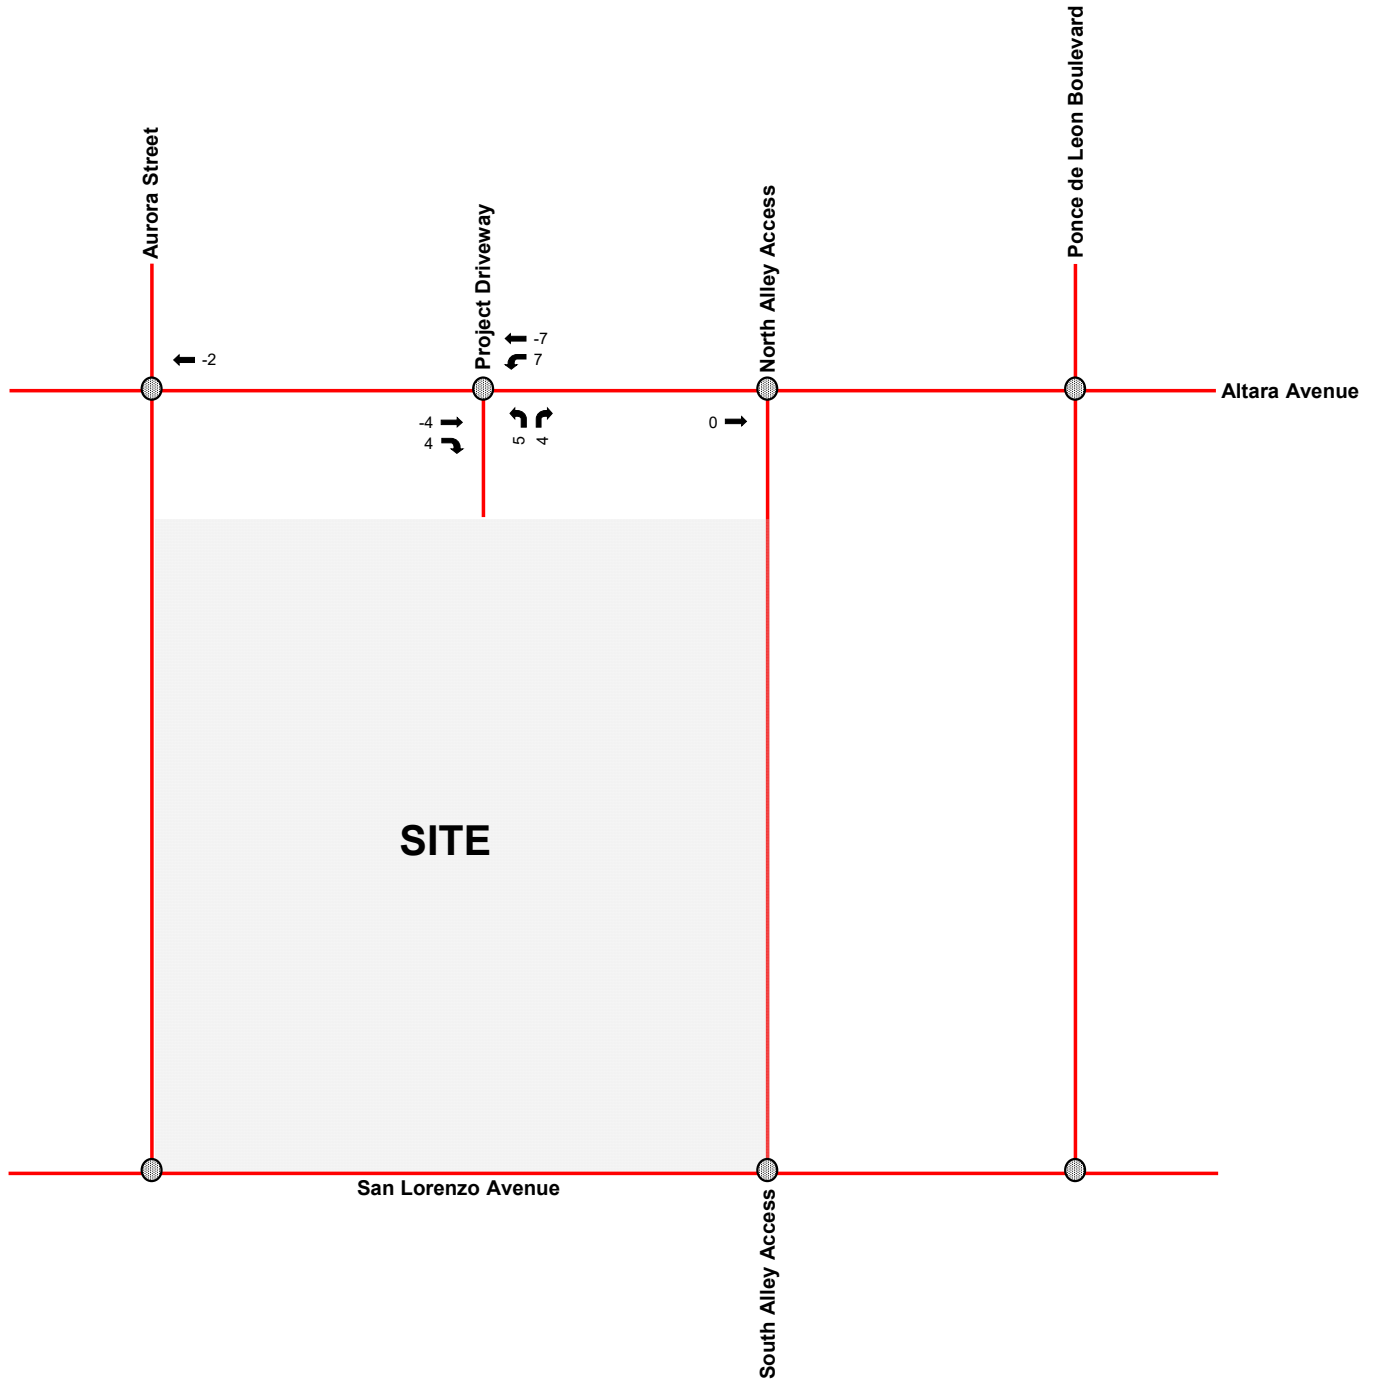 Ponce de Leon Boulevard
Aurora Street
North Alley Access
Project Driveway
-7
-2
7
Altara Avenue
-4
0
4
5
4
SITE
San Lorenzo Avenue
South Alley Access